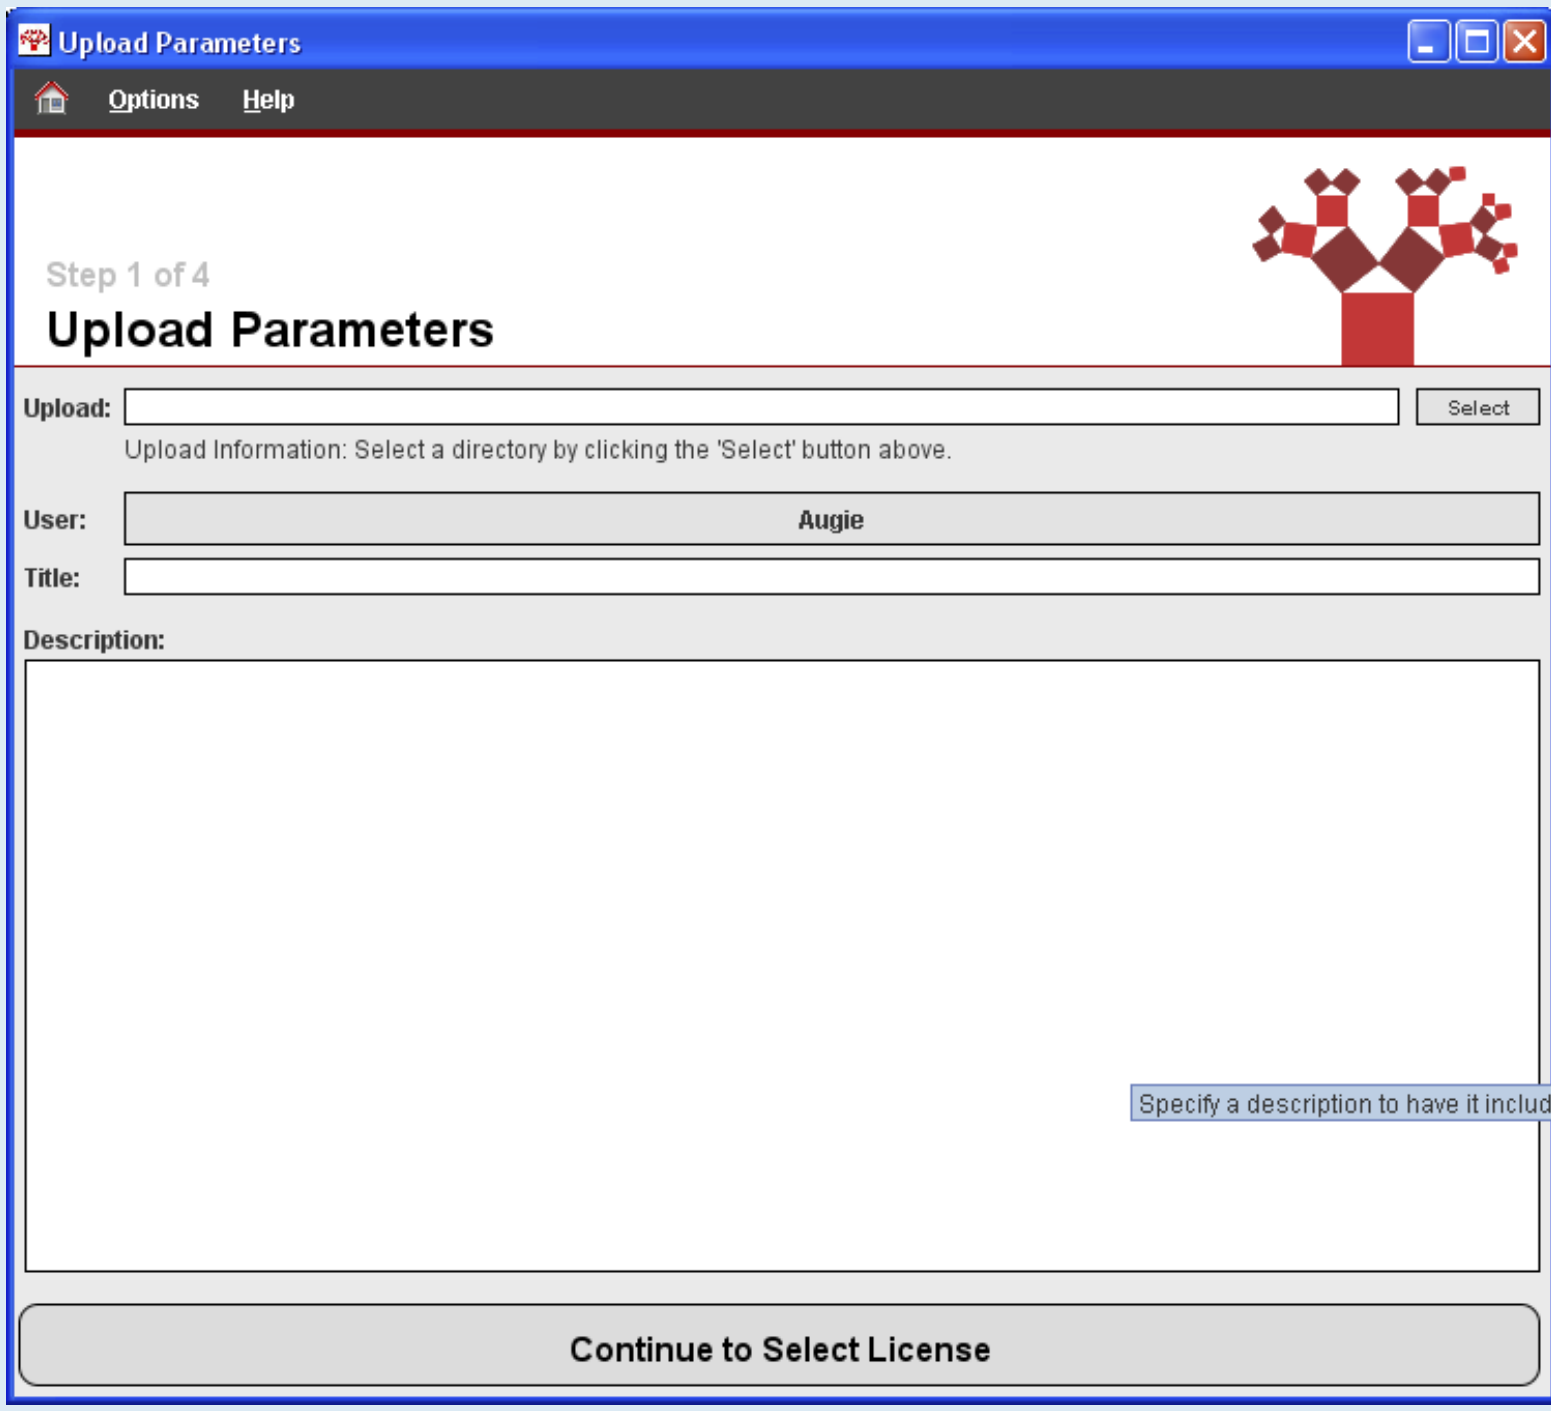 Upload Parameters
Options Help
Step 1 of 4
Upload Parameters
Upload: Select
Upload Information: Select a directory by clicking the 'Select' button above.
User: Augie
Title:
Description:
Specify a description to have it includ
Continue to Select License